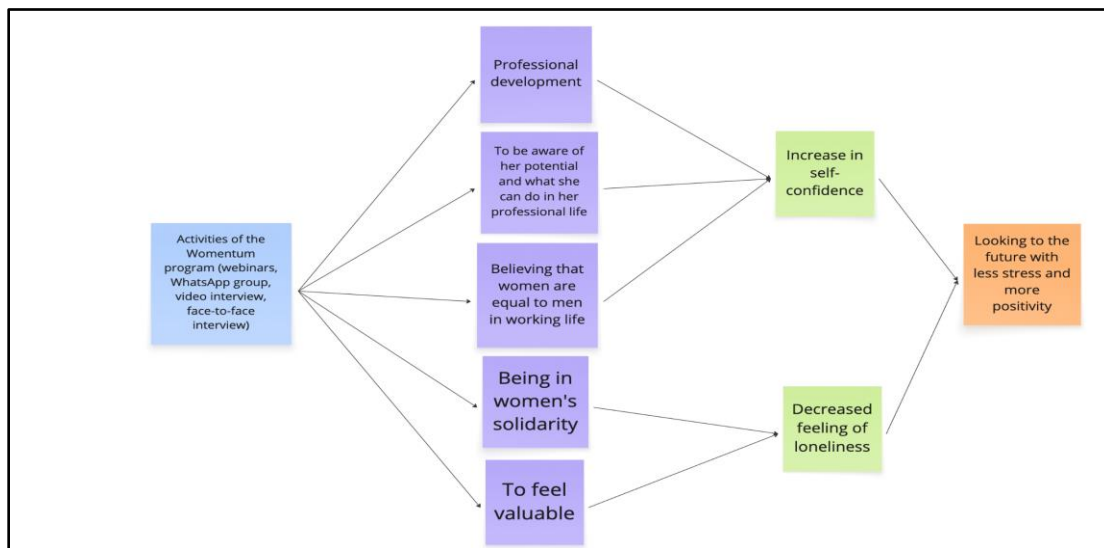 Activities of the
Womentum program (webinars,
WhatsApp group,
video interview,
face-to-face
interview)
Professional
development
To be aware of
her potential
and what she
can do in her
professional life
Believing that
women are
equal to men
in working life
Being in
women's
solidarity
To feel
valuable
Increase in
self-
confidence
Decreased
feeling of
loneliness
Looking to the
future with
less stress and
more
positivity